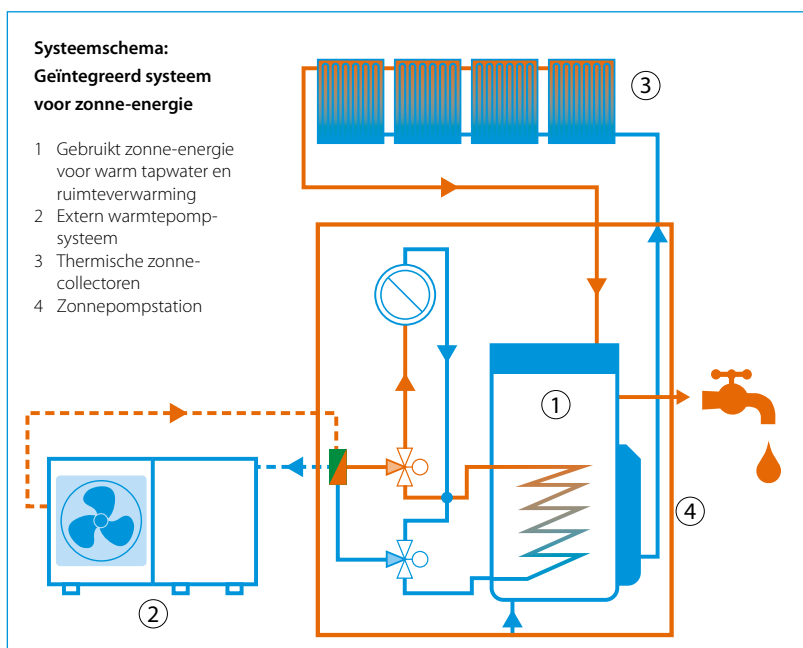 Systeemschema:
Geïntegreerd systeem
voor zonne-energie
1 Gebruikt zonne-energie
voor warm tapwater en
ruimteverwarming
2 Extern warmtepomp-
systeem
3 Thermische zonne-
collectoren
4 Zonnepompstation
3
1
4
2